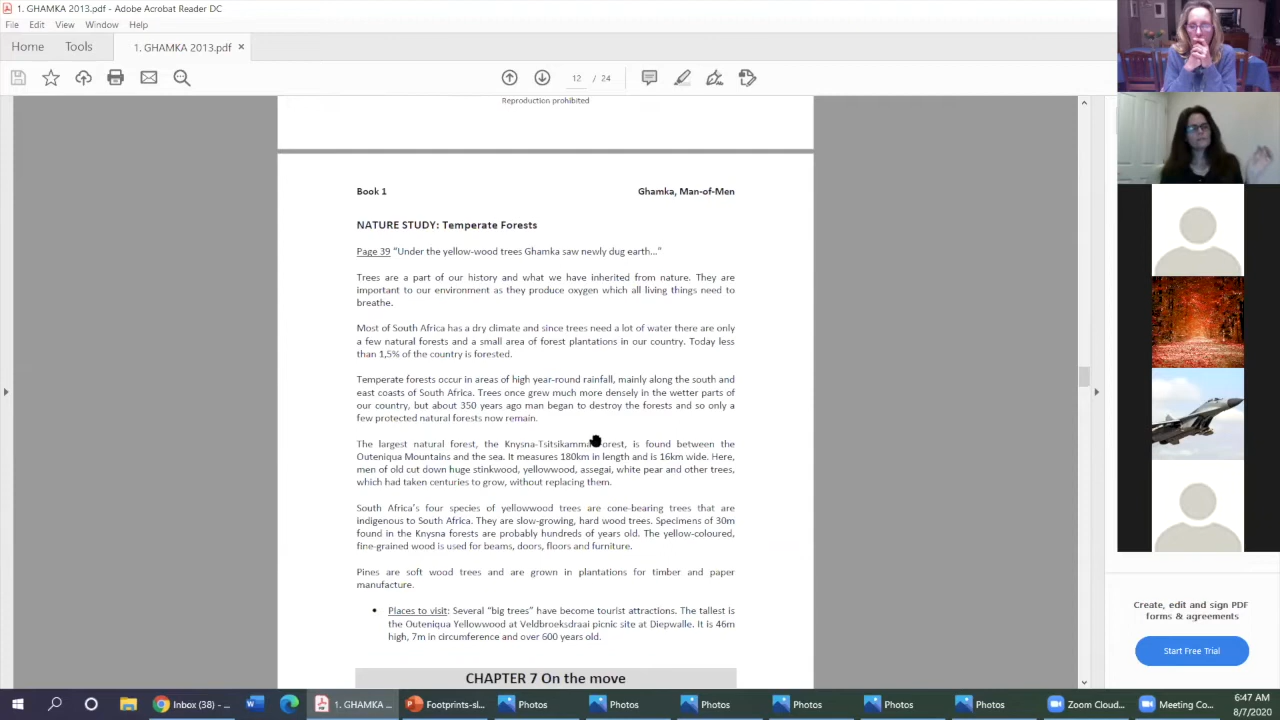 1. GHAMKA 2013.pdf - Adobe Acrobat Reader DC
File Edit View Window Help
Home Tools 1. GHAMKA 2013.pdf ×
12 / 24
Reproduction prohibited
Book 1 Ghamka, Man-of-Men
NATURE STUDY: Temperate Forests
Page 39 “Under the yellow-wood trees Ghamka saw newly dug earth…”
Trees are a part of our history and what we have inherited from nature. They are
important to our environment as they produce oxygen which all living things need to
breathe.
Most of South Africa has a dry climate and since trees need a lot of water there are only
a few natural forests and a small area of forest plantations in our country. Today less
than 1,5% of the country is forested.
Temperate forests occur in areas of high year-round rainfall, mainly along the south and
east coasts of South Africa. Trees once grew much more densely in the wetter parts of
our country, but about 350 years ago man began to destroy the forests and so only a
few protected natural forests now remain.
The largest natural forest, the Knysna-Tsitsikamma Forest, is found between the
Outeniqua Mountains and the sea. It measures 180km in length and is 16km wide. Here,
men of old cut down huge stinkwood, yellowwood, assegai, white pear and other trees,
which had taken centuries to grow, without replacing them.
South Africa’s four species of yellowwood trees are cone-bearing trees that are
indigenous to South Africa. They are slow-growing, hard wood trees. Specimens of 30m
found in the Knysna forests are probably hundreds of years old. The yellow-coloured,
fine-grained wood is used for beams, doors, floors and furniture.
Pines are soft wood trees and are grown in plantations for timber and paper
manufacture.
• Places to visit: Several “big trees” have become tourist attractions. The tallest is
the Outeniqua Yellowwood at Veldbroeksdraai picnic site at Diepwalle. It is 46m
high, 7m in circumference and over 600 years old.
CHAPTER 7 On the move
Create, edit and sign PDF
forms & agreements
Start Free Trial
Inbox (38) - ...
1. GHAMKA ...
Footprints-sl...
Photos
Photos
Photos
Photos
Photos
Photos
Zoom Cloud...
Meeting Co...
6:47 AM
8/7/2020